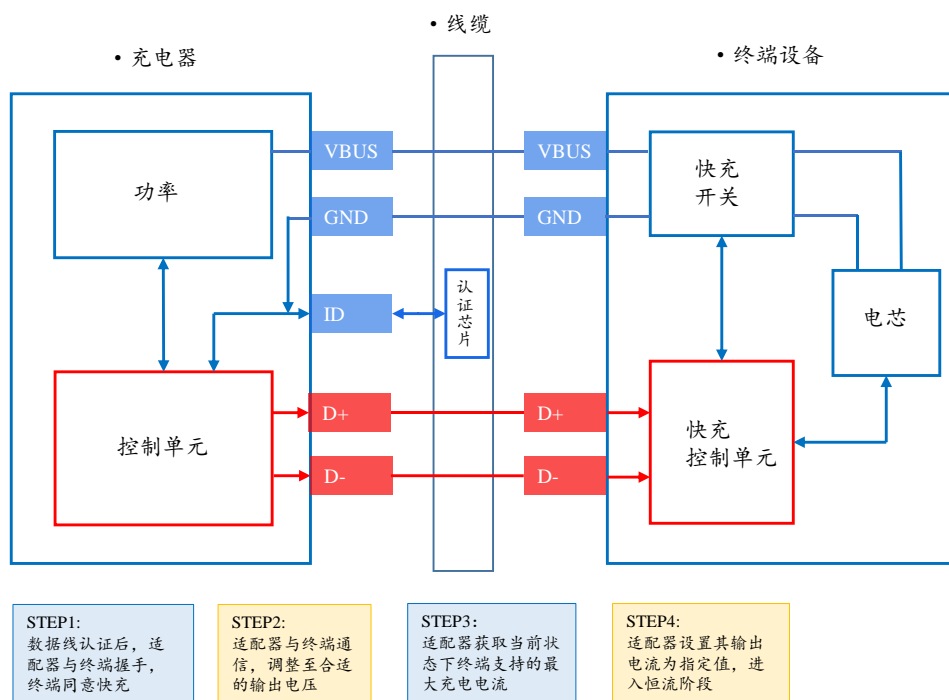 • 线缆
• 充电器
• 终端设备
VBUS
VBUS
功率
快充
开关
GND
GND
认
证
芯
片
ID
电芯
D+
D+
控制单元
快充
控制单元
D-
D-
STEP1:
数据线认证后，适
配器与终端握手，
终端同意快充
STEP2:
适配器与终端通
信，调整至合适
的输出电压
STEP3：
适配器获取当前状
态下终端支持的最
大充电电流
STEP4:
适配器设置其输出
电流为指定值，进
入恒流阶段